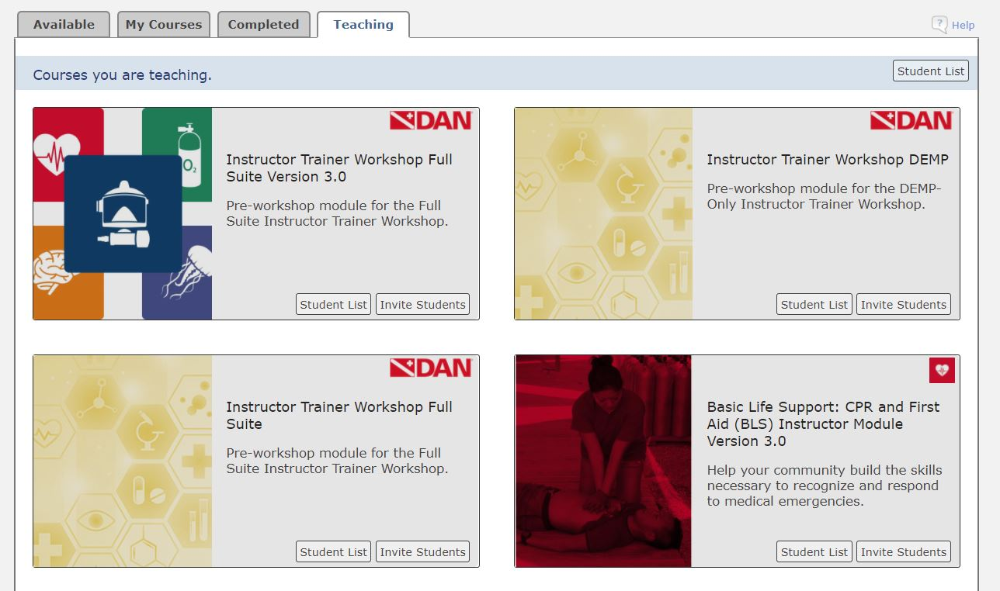 Available
My Courses
Completed
Teaching
? Help
Courses you are teaching.
Student List
O2
DAN
Instructor Trainer Workshop Full
Suite Version 3.0
Pre-workshop module for the Full
Suite Instructor Trainer Workshop.
Student List
Invite Students
DAN
Instructor Trainer Workshop DEMP
Pre-workshop module for the DEMP-
Only Instructor Trainer Workshop.
Student List
Invite Students
DAN
Instructor Trainer Workshop Full
Suite
Pre-workshop module for the Full
Suite Instructor Trainer Workshop.
Student List
Invite Students
Basic Life Support: CPR and First
Aid (BLS) Instructor Module
Version 3.0
Help your community build the skills
necessary to recognize and respond
to medical emergencies.
Student List
Invite Students